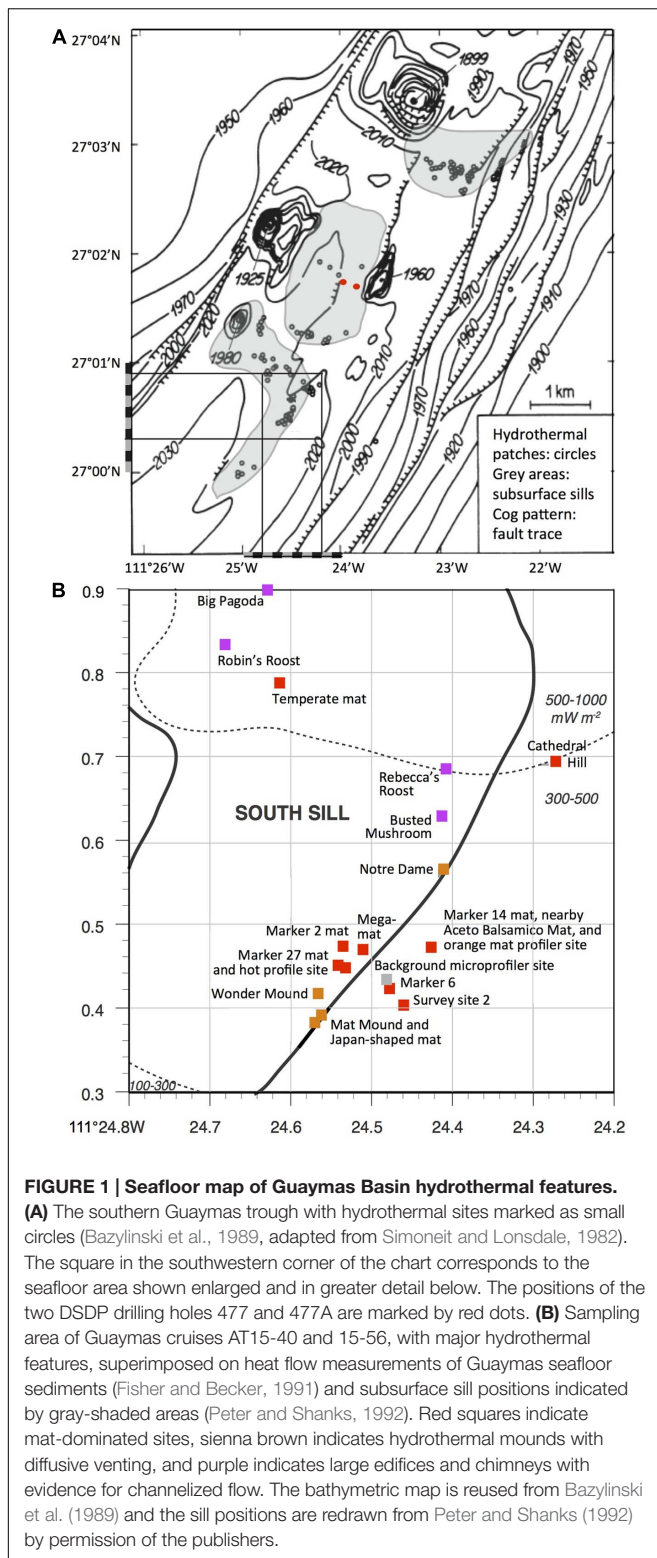 A
27°04'N
27°03'N
27°02'N
27°01'N
27°00'N
1950
1960
1899
1990
2010
1970
1950
1960
2020
1930
1925
1960
1910
1970
1970
2000
2020
1980
2010
1960
1900
1970
2030
2020
2000
1990
1920
1 km
Hydrothermal
patches: circles
Grey areas:
subsurface sills
Cog pattern:
fault trace
111°26'W 25'W 24'W 23'W 22'W
B
0.9
0.8
0.7
0.6
0.5
0.4
0.3
Big Pagoda
Robin's Roost
Temperate mat
500-1000
mW m-2
Cathedral
Hill
Rebecca's
Roost
300-500
SOUTH SILL
Busted
Mushroom
Notre Dame
Marker 14 mat, nearby
Aceto Balsamico Mat, and
orange mat profiler site
Mega-
mat
Marker 2 mat
Marker 27 mat
and hot profile site
Background microprofiler site
Marker 6
Wonder Mound
Survey site 2
Mat Mound and
Japan-shaped mat
100-300
111°24.8W 24.7 24.6 24.5 24.4 24.3 24.2
FIGURE 1 | Seafloor map of Guaymas Basin hydrothermal features.
(A) The southern Guaymas trough with hydrothermal sites marked as small
circles (Bazylinski et al., 1989, adapted from Simoneit and Lonsdale, 1982).
The square in the southwestern corner of the chart corresponds to the
seafloor area shown enlarged and in greater detail below. The positions of the
two DSDP drilling holes 477 and 477A are marked by red dots. (B) Sampling
area of Guaymas cruises AT15-40 and 15-56, with major hydrothermal
features, superimposed on heat flow measurements of Guaymas seafloor
sediments (Fisher and Becker, 1991) and subsurface sill positions indicated
by gray-shaded areas (Peter and Shanks, 1992). Red squares indicate
mat-dominated sites, sienna brown indicates hydrothermal mounds with
diffusive venting, and purple indicates large edifices and chimneys with
evidence for channelized flow. The bathymetric map is reused from Bazylinski
et al. (1989) and the sill positions are redrawn from Peter and Shanks (1992)
by permission of the publishers.